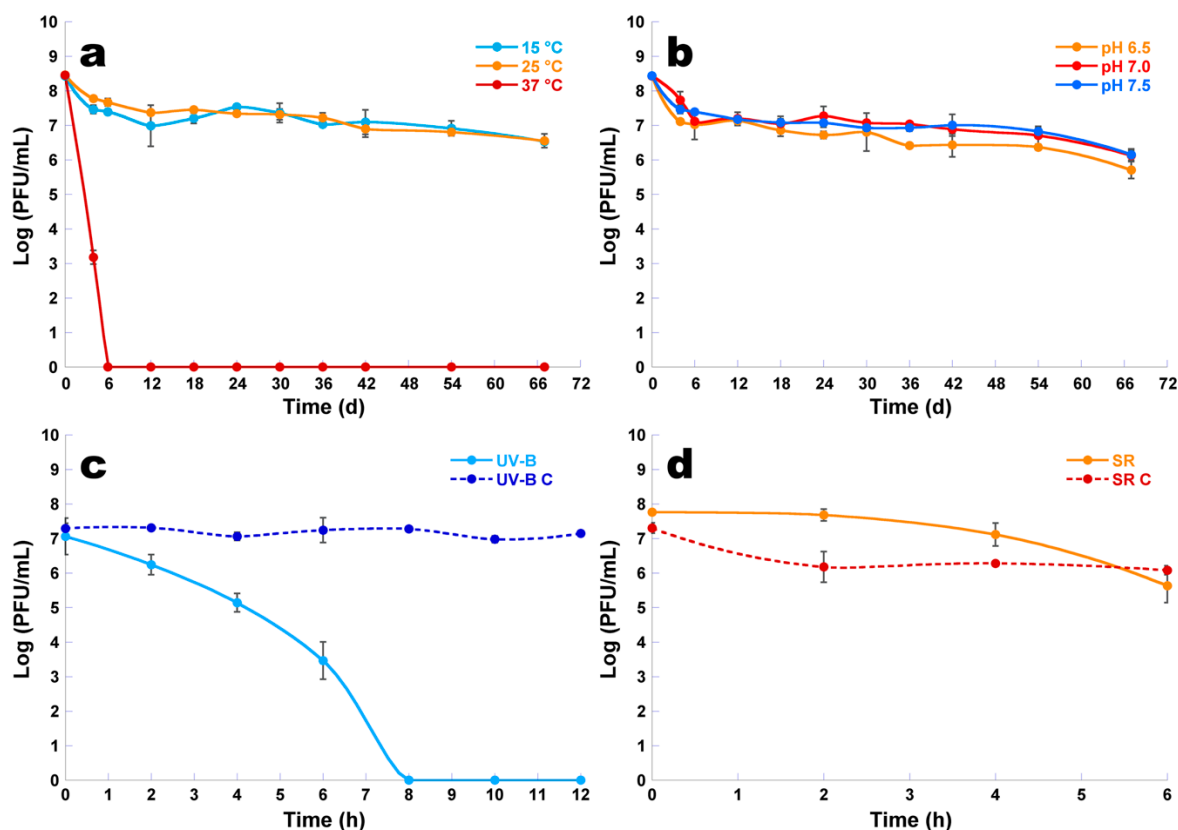 a
15 °C
25 °C
37 °C
10
9
8
7
6
5
4
3
2
1
0
Log (PFU/mL)
0 6 12 18 24 30 36 42 48 54 60 66 72
Time (d)
b
pH 6.5
pH 7.0
pH 7.5
10
9
8
7
6
5
4
3
2
1
0
Log (PFU/mL)
0 6 12 18 24 30 36 42 48 54 60 66 72
Time (d)
c
UV-B
UV-B C
10
9
8
7
6
5
4
3
2
1
0
Log (PFU/mL)
0 1 2 3 4 5 6 7 8 9 10 11 12
Time (h)
d
SR
SR C
10
9
8
7
6
5
4
3
2
1
0
Log (PFU/mL)
0 1 2 3 4 5 6
Time (h)